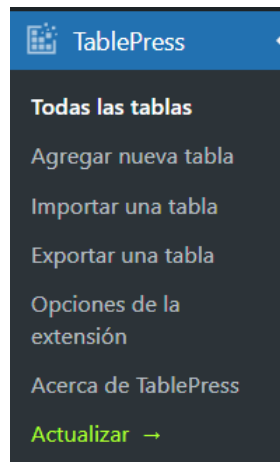 TablePress
Todas las tablas
Agregar nueva tabla
Importar una tabla
Exportar una tabla
Opciones de la
extensión
Acerca de TablePress
Actualizar →